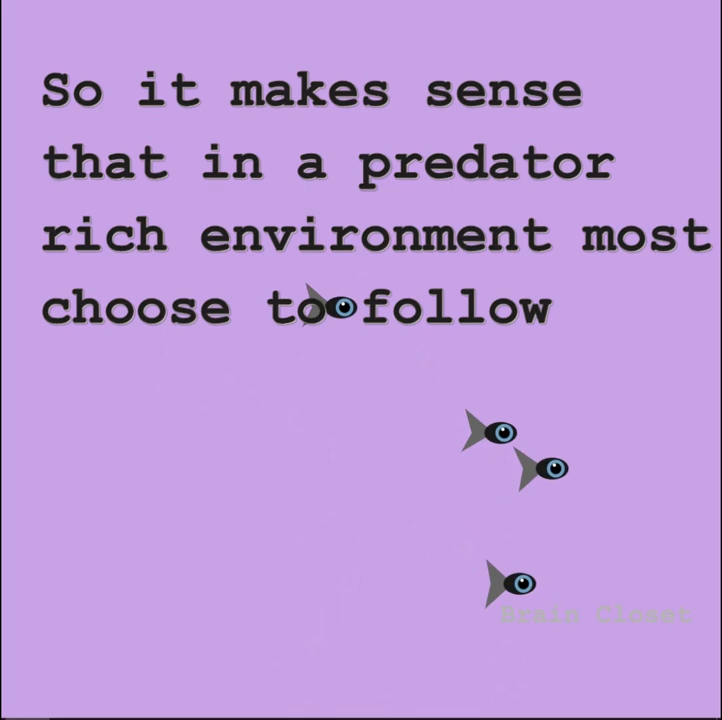 So it makes sense
that in a predator
rich environment most
choose to follow
Brain Closet